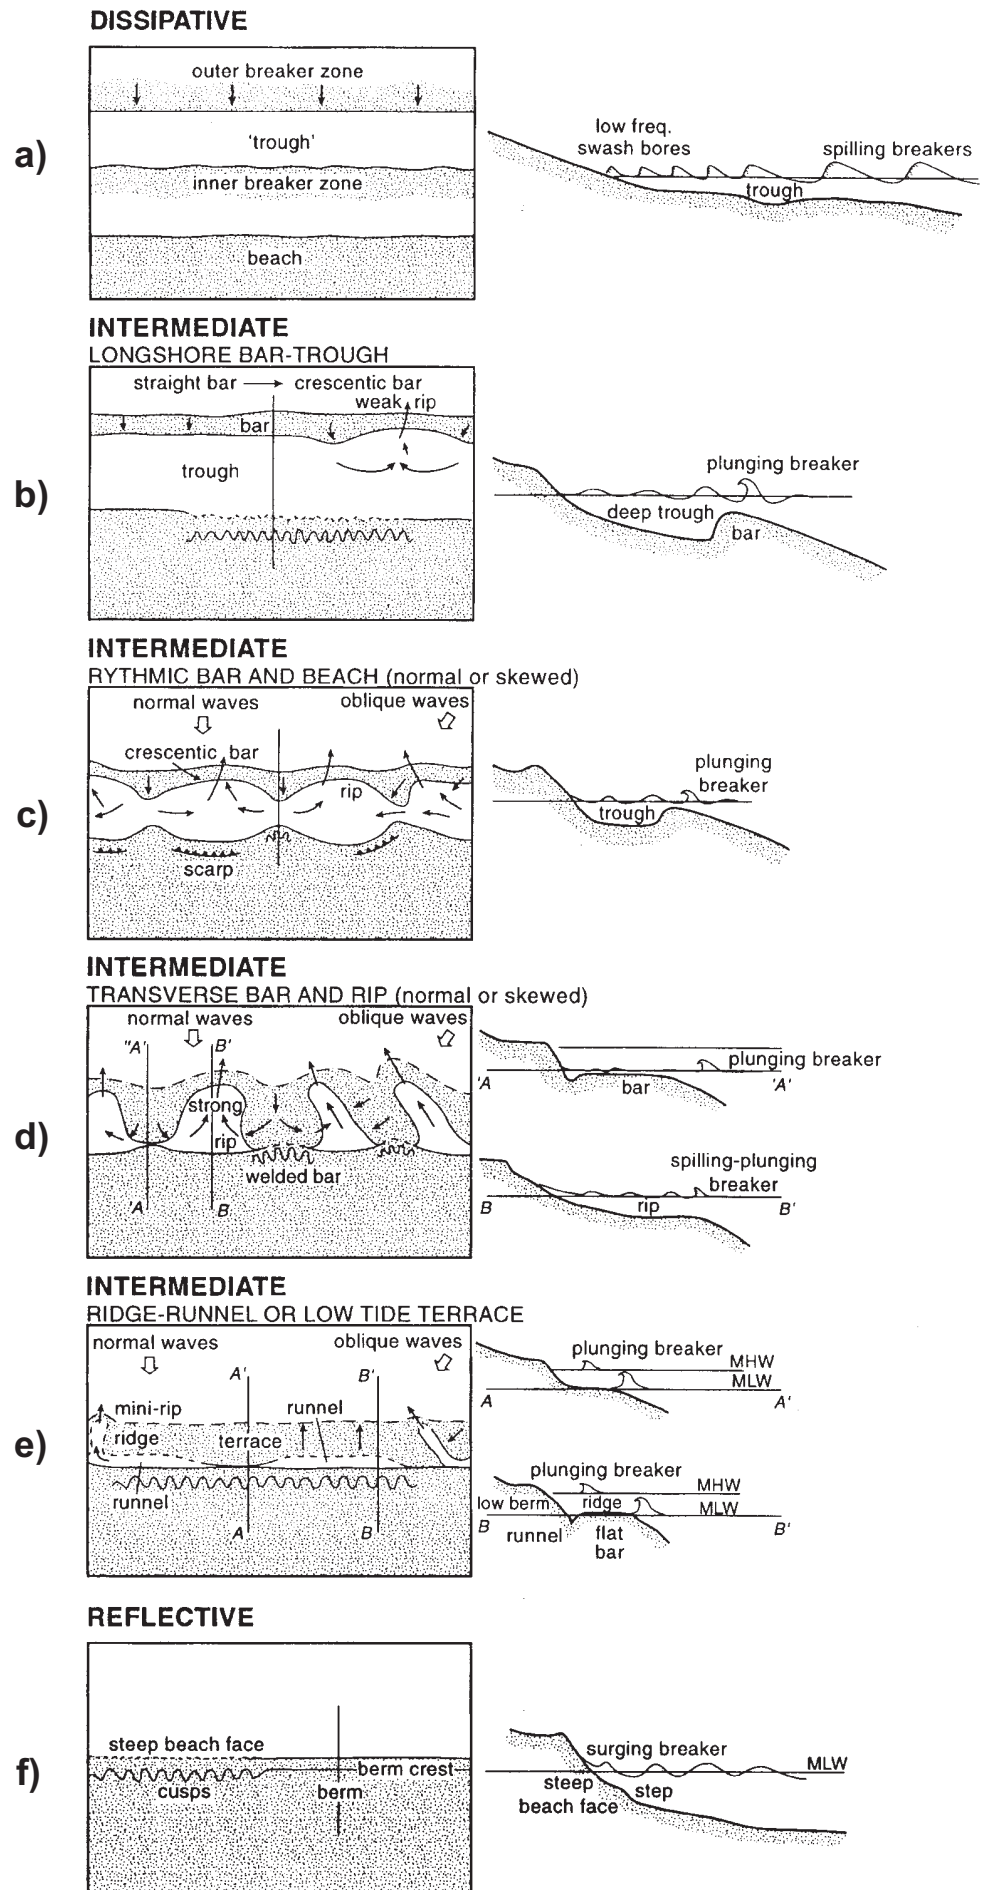 DISSIPATIVE
a)
outer breaker zone
'trough'
inner breaker zone
beach
low freq.
swash bores
spilling breakers
trough
INTERMEDIATE
LONGSHORE BAR-TROUGH
b)
straight bar
crescentic bar
weak rip
bar
trough
plunging breaker
deep trough
bar
INTERMEDIATE
RYTHMIC BAR AND BEACH (normal or skewed)
c)
normal waves
oblique waves
crescentic bar
rip
scarp
plunging
breaker
trough
INTERMEDIATE
TRANSVERSE BAR AND RIP (normal or skewed)
d)
normal waves
oblique waves
"A'
B'
strong
rip
welded bar
'A
B
plunging breaker
'A
bar
'A'
spilling-plunging
breaker
B
rip
B'
INTERMEDIATE
RIDGE-RUNNEL OR LOW TIDE TERRACE
e)
normal waves
oblique waves
A'
B'
mini-rip
runnel
ridge
terrace
runnel
A
B
plunging breaker
MHW
MLW
A
A'
plunging breaker
MHW
low berm
ridge
MLW
B
runnel
flat
bar
B'
REFLECTIVE
f)
steep beach face
berm crest
cusps
berm
surging breaker
MLW
steep
beach face
step